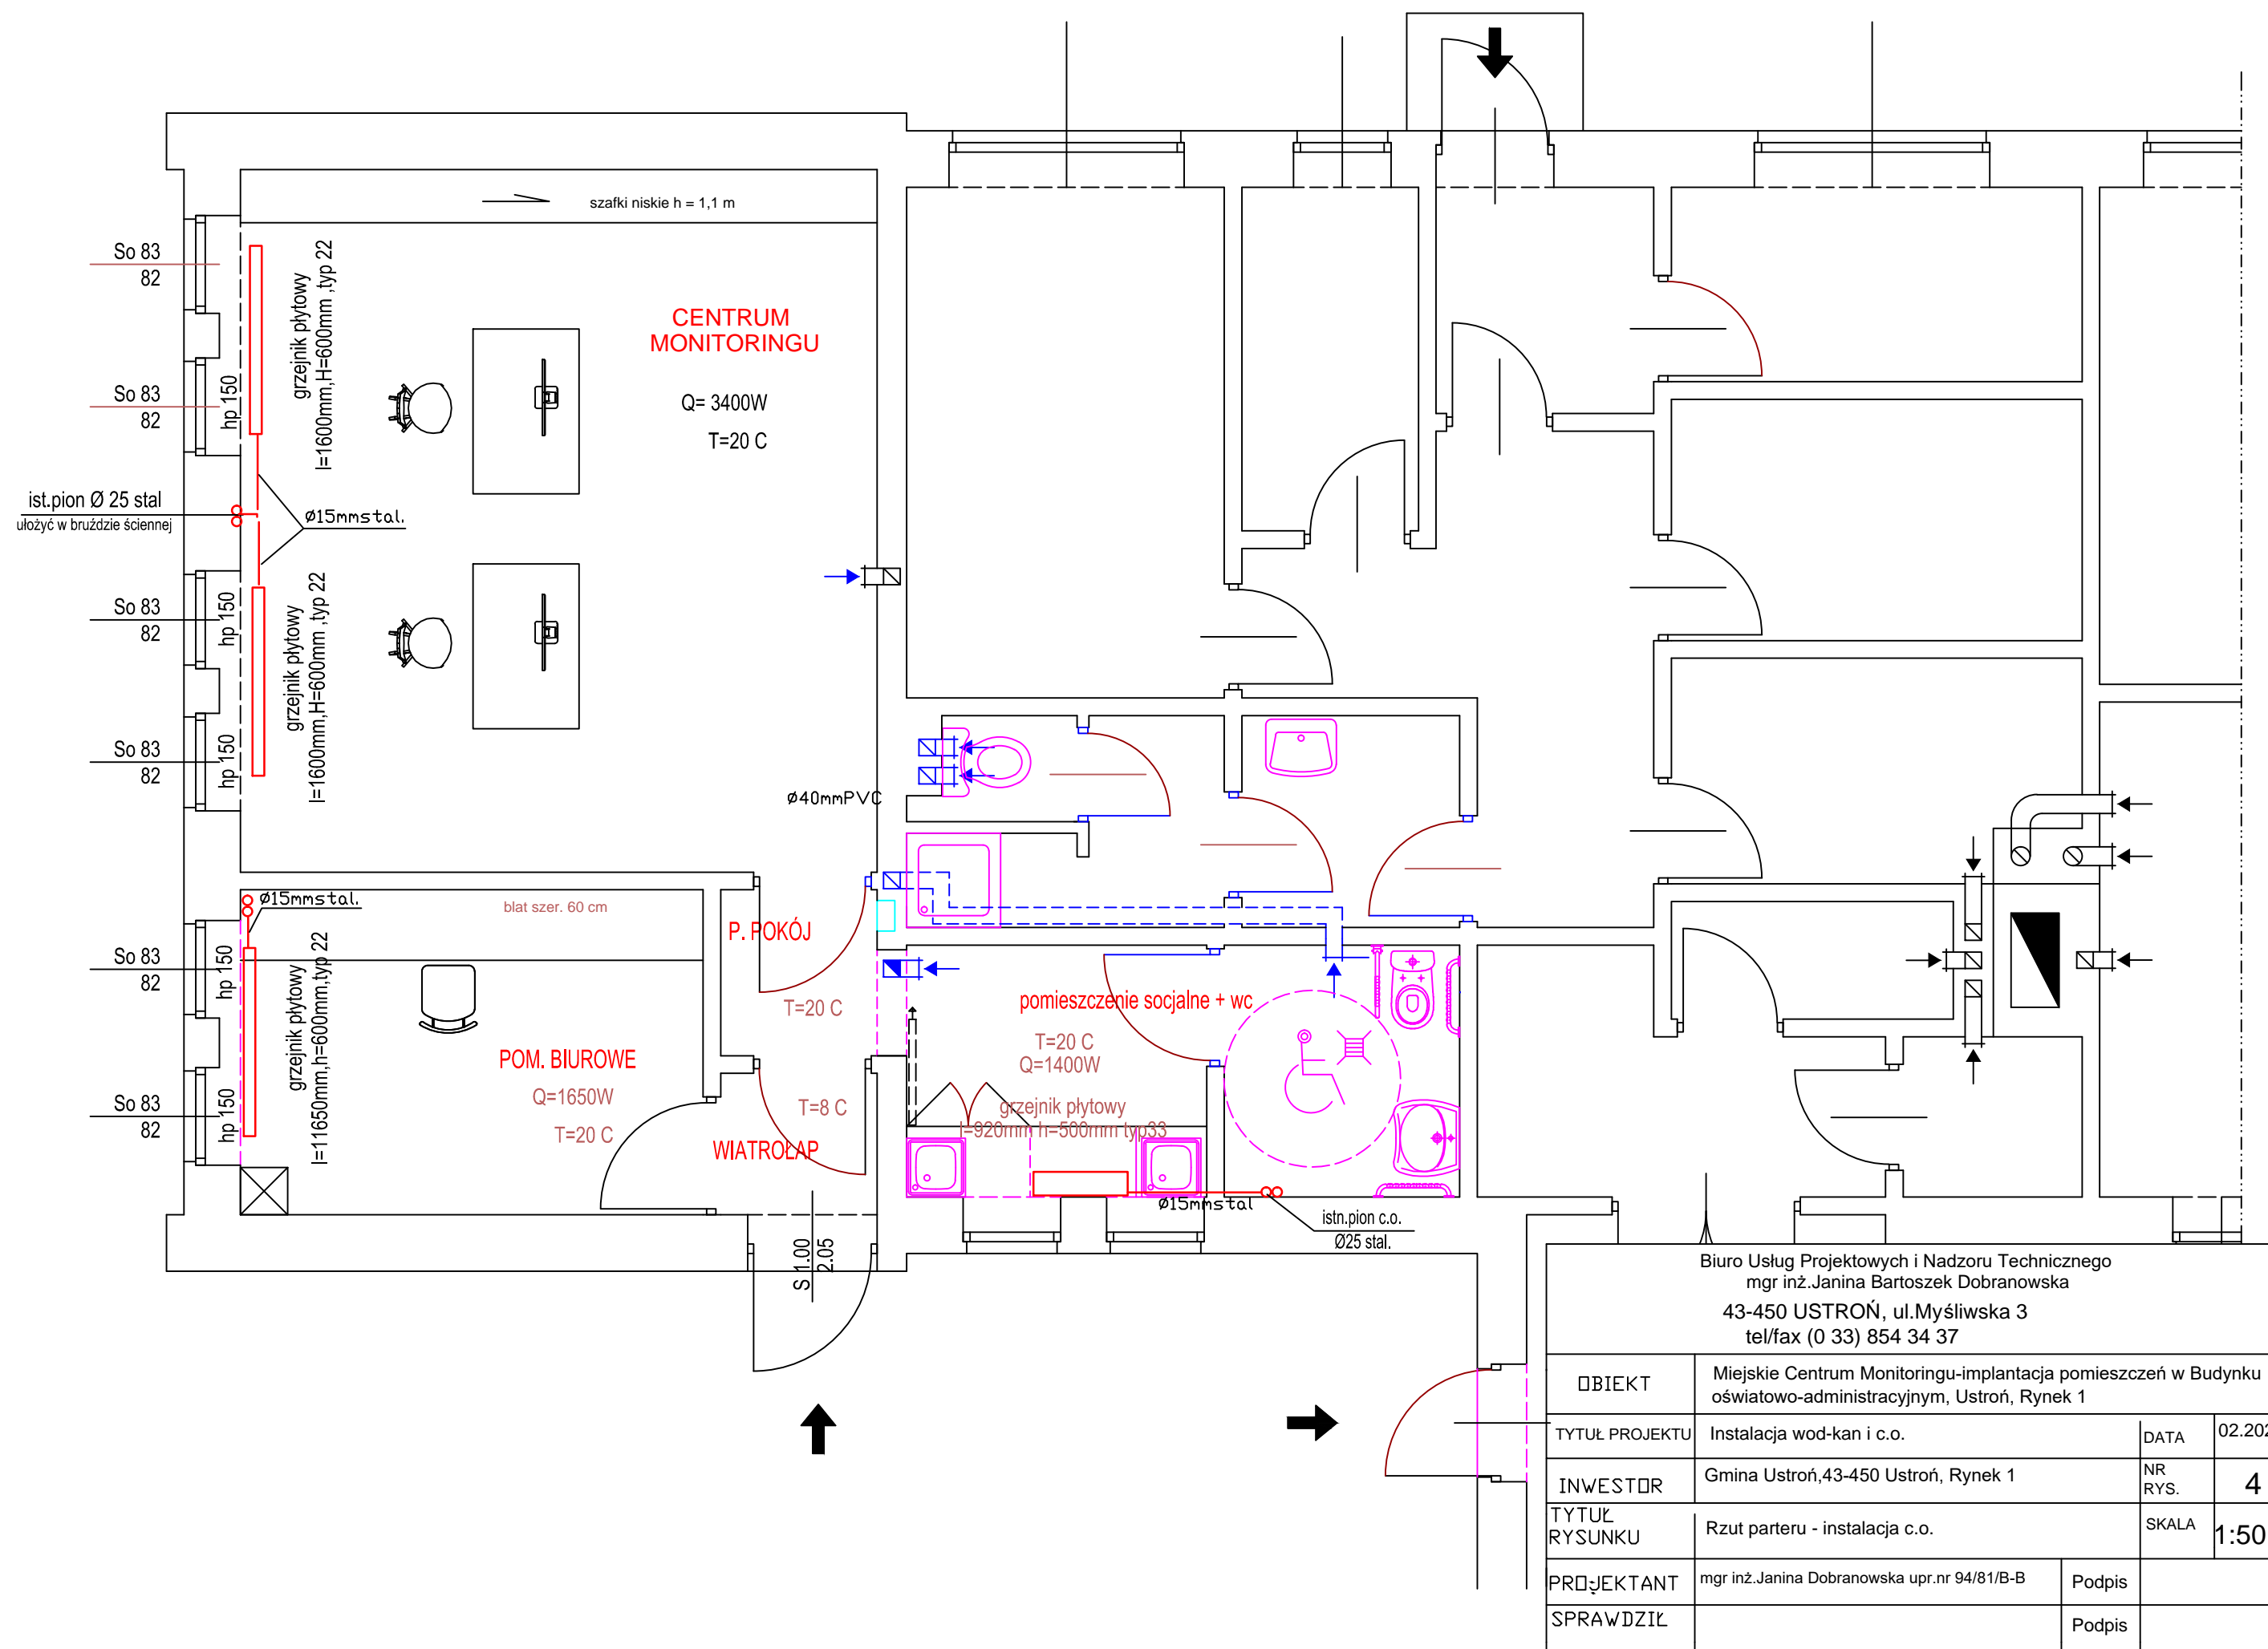 szafki niskie h = 1,1 m
So 83
82
So 83
82
So 83
82
So 83
82
So 83
82
So 83
82
hp 150
hp 150
hp 150
hp 150
hp 150
grzejnik płytowy
l=1600mm,H=600mm ,typ 22
grzejnik płytowy
l=1600mm,H=600mm ,typ 22
grzejnik płytowy
l=11650mm,h=600mm,typ 22
ist.pion Ø 25 stal
ułożyć w bruździe ściennej
Ø15mmstal.
CENTRUM
MONITORINGU
Q= 3400W
T=20 C
Ø40mmPVC
Ø15mmstal.
blat szer. 60 cm
P. POKÓJ
T=20 C
POM. BIUROWE
Q=1650W
T=20 C
T=8 C
WIATROŁAP
S 1.00
2.05
pomieszczenie socjalne + wc
T=20 C
Q=1400W
grzejnik płytowy
l=920mm h=500mm typ33
Ø15mmstal
istn.pion c.o.
Ø25 stal.
Biuro Usług Projektowych i Nadzoru Technicznego
mgr inż.Janina Bartoszek Dobranowska
43-450 USTROŃ, ul.Myśliwska 3
tel/fax (0 33) 854 34 37
OBIEKT
Miejskie Centrum Monitoringu-implantacja pomieszczeń w Budynku
oświatowo-administracyjnym, Ustroń, Rynek 1
TYTUŁ PROJEKTU
Instalacja wod-kan i c.o.
DATA
02.202
INWESTOR
Gmina Ustroń,43-450 Ustroń, Rynek 1
NR
RYS.
4
TYTUŁ
RYSUNKU
Rzut parteru - instalacja c.o.
SKALA
1:50
PROJEKTANT
mgr inż.Janina Dobranowska upr.nr 94/81/B-B
Podpis
SPRAWDZIŁ
Podpis